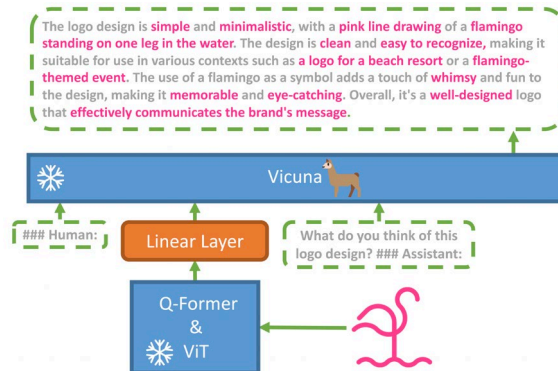 The logo design is simple and minimalistic, with a pink line drawing of a flamingo
standing on one leg in the water. The design is clean and easy to recognize, making it
suitable for use in various contexts such as a logo for a beach resort or a flamingo-
themed event. The use of a flamingo as a symbol adds a touch of whimsy and fun to
the design, making it memorable and eye-catching. Overall, it's a well-designed logo
that effectively communicates the brand's message.
Vicuna
### Human:
Linear Layer
What do you think of this
logo design? ### Assistant:
Q-Former
&
ViT